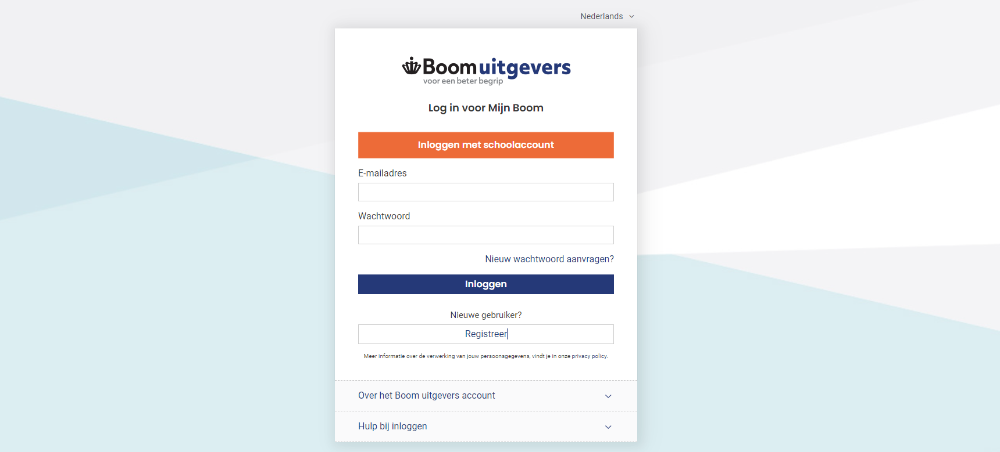 Nederlands
Boom uitgevers
voor een beter begrip
Log in voor Mijn Boom
Inloggen met schoolaccount
E-mailadres
Wachtwoord
Nieuw wachtwoord aanvragen?
Inloggen
Nieuwe gebruiker?
Registreer
Meer informatie over de verwerking van jouw persoonsgegevens, vindt je in onze privacy policy.
Over het Boom uitgevers account
Hulp bij inloggen